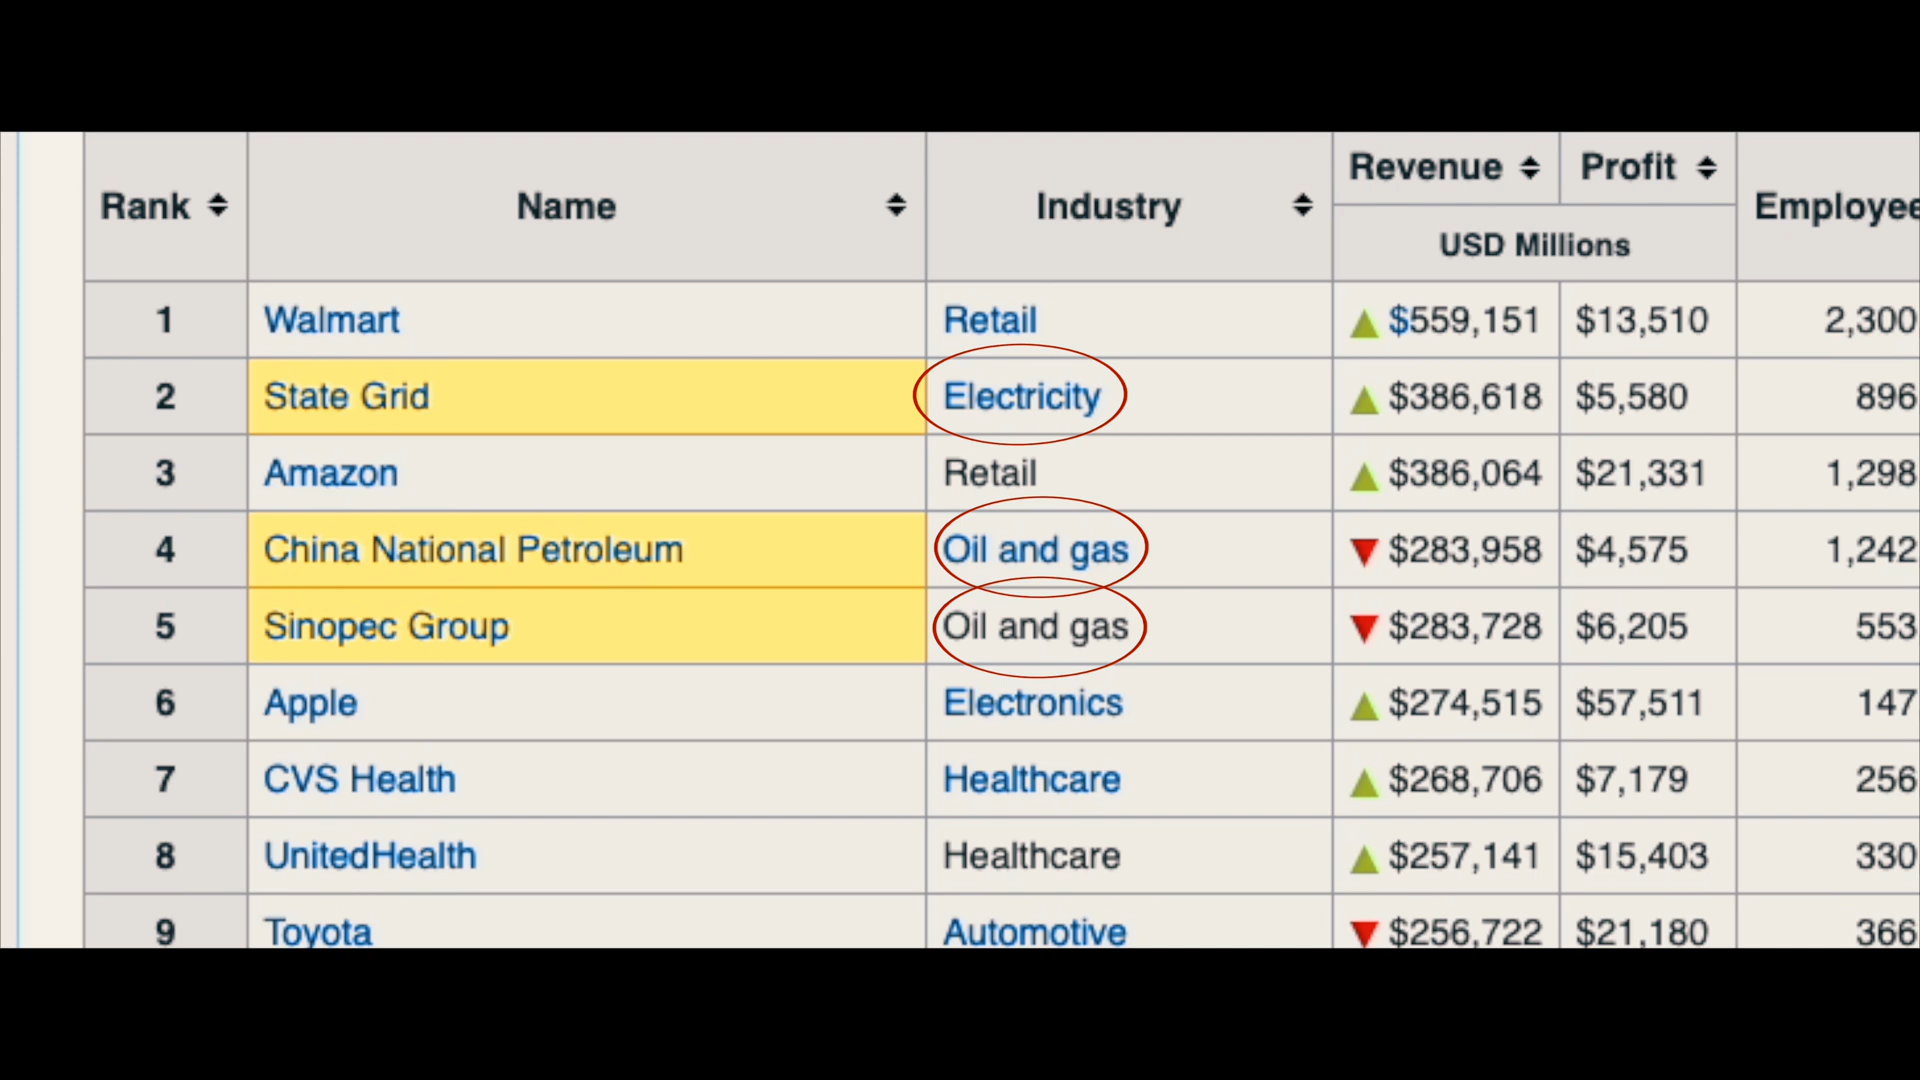 Rank Name Industry Revenue Profit Employee
USD Millions
1 Walmart Retail $559,151 $13,510 2,300
2 State Grid Electricity $386,618 $5,580 896
3 Amazon Retail $386,064 $21,331 1,298
4 China National Petroleum Oil and gas $283,958 $4,575 1,242
5 Sinopec Group Oil and gas $283,728 $6,205 553
6 Apple Electronics $274,515 $57,511 147
7 CVS Health Healthcare $268,706 $7,179 256
8 UnitedHealth Healthcare $257,141 $15,403 330
9 Toyota Automotive $256,722 $21,180 366